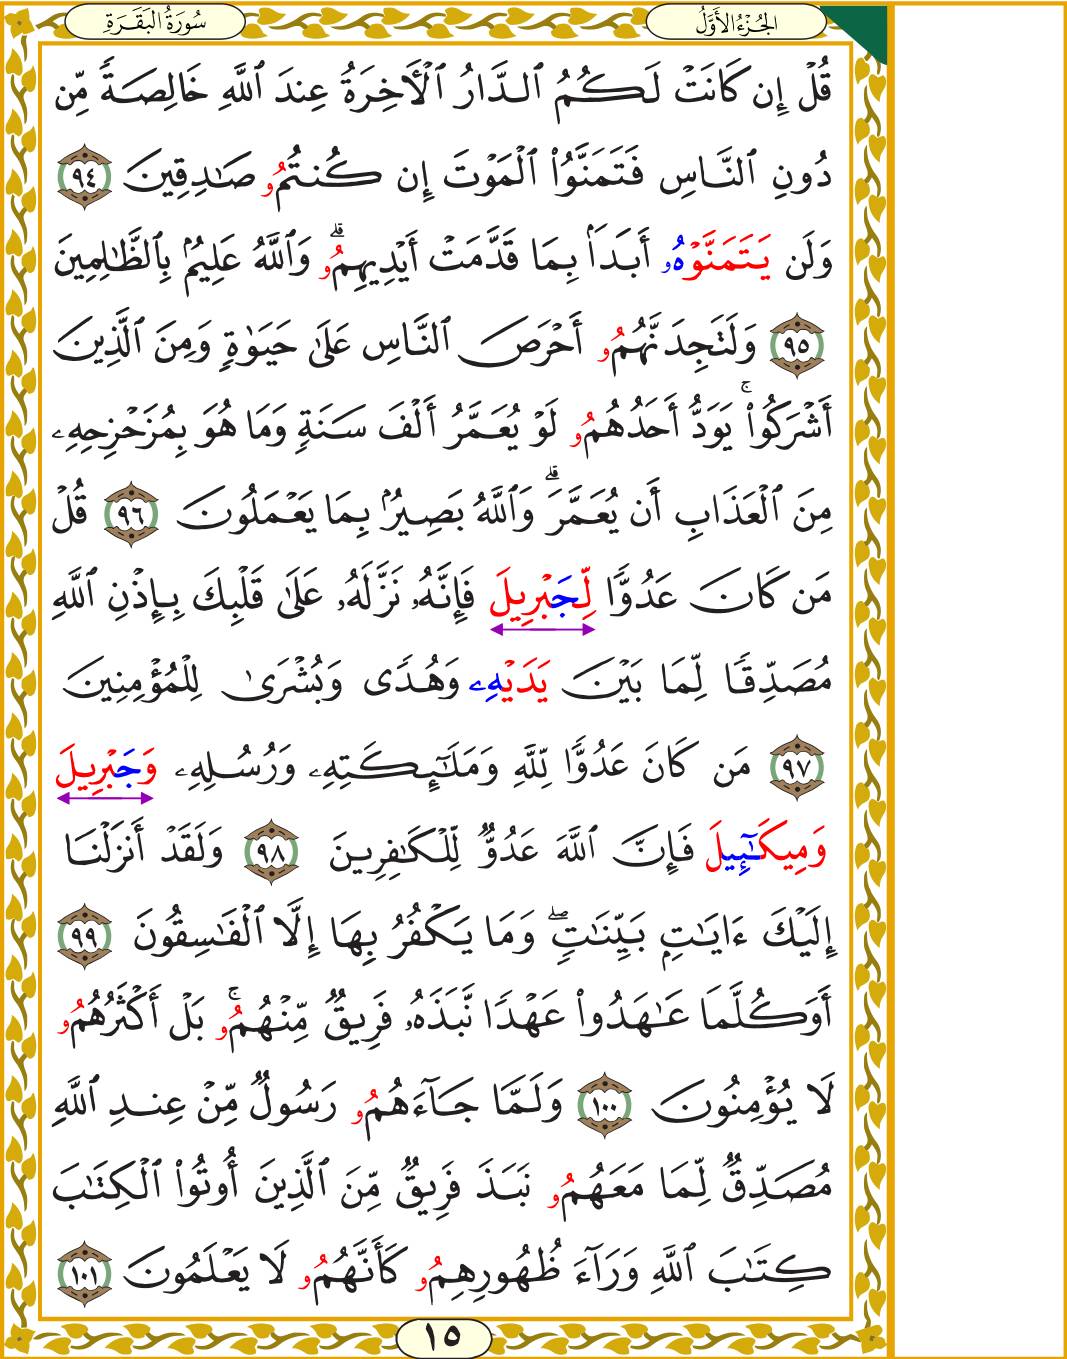 الجُزْءُ الأَوَّلُ
سُورَةُ البَقَرَةِ
قُلْ إِن كَانَتْ لَكُمُ ٱلدَّارُ ٱلْأَخِرَةُ عِندَ ٱللَّهِ خَالِصَةً مِّن
دُونِ ٱلنَّاسِ فَتَمَنَّوُاْ ٱلْمَوْتَ إِن كُنتُمُۥ صَٰدِقِينَ ٩٤
وَلَن يَتَمَنَّوْهُۥ أَبَدَۢا بِمَا قَدَّمَتْ أَيْدِيهِمُۥۗ وَٱللَّهُ عَلِيمُۢ بِٱلظَّٰلِمِينَ
٩٥ وَلَتَجِدَنَّهُمُۥ أَحْرَصَ ٱلنَّاسِ عَلَىٰ حَيَوٰةٍ وَمِنَ ٱلَّذِينَ
أَشْرَكُواْۚ يَوَدُّ أَحَدُهُمُۥ لَوْ يُعَمَّرُ أَلْفَ سَنَةٍ وَمَا هُوَ بِمُزَحْزِحِهِۦ
مِنَ ٱلْعَذَابِ أَن يُعَمَّرَۗ وَٱللَّهُ بَصِيرُۢ بِمَا يَعْمَلُونَ ٩٦ قُلْ
مَن كَانَ عَدُوًّا لِّجَبْرِيلَ فَإِنَّهُۥ نَزَّلَهُۥ عَلَىٰ قَلْبِكَ بِإِذْنِ ٱللَّهِ
مُصَدِّقًا لِّمَا بَيْنَ يَدَيْهِۦ وَهُدًى وَبُشْرَىٰ لِلْمُؤْمِنِينَ
٩٧ مَن كَانَ عَدُوًّا لِّلَّهِ وَمَلَٰٓئِكَتِهِۦ وَرُسُلِهِۦ وَجَبْرِيلَ
وَمِيكَٰٓئِيلَ فَإِنَّ ٱللَّهَ عَدُوٌّ لِّلْكَٰفِرِينَ ٩٨ وَلَقَدْ أَنزَلْنَا
إِلَيْكَ ءَايَٰتِۭ بَيِّنَٰتٍۖ وَمَا يَكْفُرُ بِهَا إِلَّا ٱلْفَٰسِقُونَ ٩٩
أَوَكُلَّمَا عَٰهَدُواْ عَهْدًا نَّبَذَهُۥ فَرِيقٌ مِّنْهُمُۥۚ بَلْ أَكْثَرُهُمُۥ
لَا يُؤْمِنُونَ ١٠٠ وَلَمَّا جَآءَهُمُۥ رَسُولٌ مِّنْ عِندِ ٱللَّهِ
مُصَدِّقٌ لِّمَا مَعَهُمُۥ نَبَذَ فَرِيقٌ مِّنَ ٱلَّذِينَ أُوتُواْ ٱلْكِتَٰبَ
كِتَٰبَ ٱللَّهِ وَرَآءَ ظُهُورِهِمُۥ كَأَنَّهُمُۥ لَا يَعْلَمُونَ ١٠١
١٥